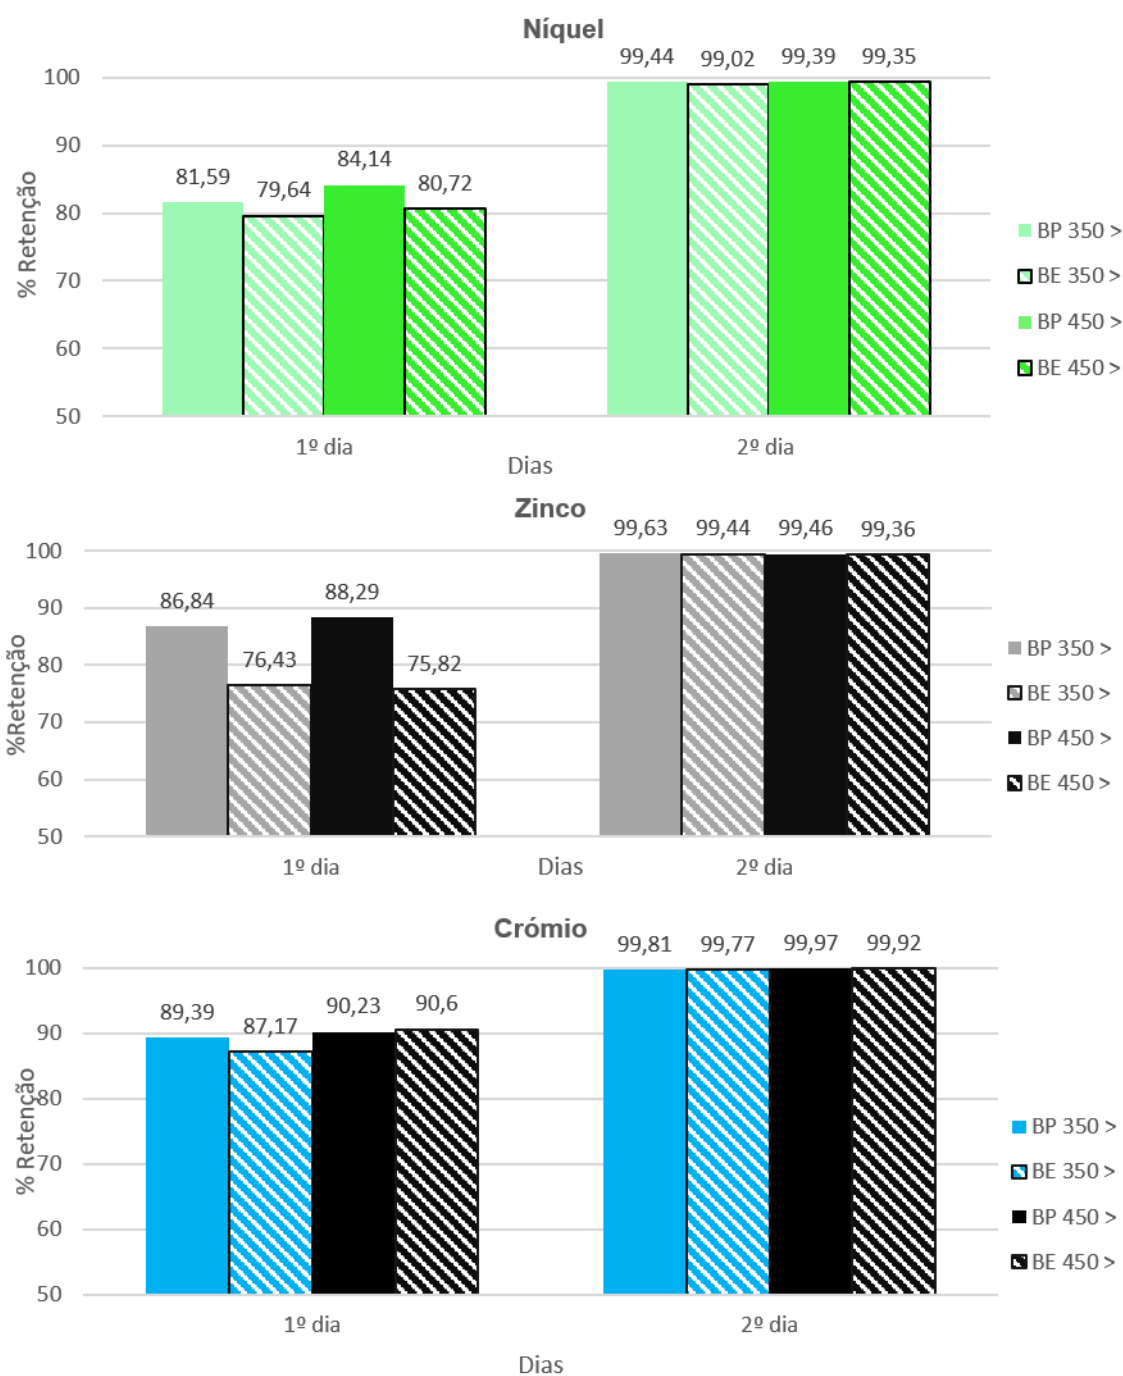 Níquel
99,44 99,02 99,39 99,35
100
90
84,14
81,59 79,64 80,72
80
70
60
50
% Retenção
1º dia 2º dia
Dias
BP 350 >
BE 350 >
BP 450 >
BE 450 >
Zinco
99,63 99,44 99,46 99,36
100
90
86,84 88,29
80
76,43 75,82
70
60
50
%Retenção
1º dia Dias 2º dia
BP 350 >
BE 350 >
BP 450 >
BE 450 >
Crómio
99,81 99,77 99,97 99,92
100
89,39 87,17 90,23 90,6
90
80
70
60
50
% Retenção
1º dia 2º dia
Dias
BP 350 >
BE 350 >
BP 450 >
BE 450 >